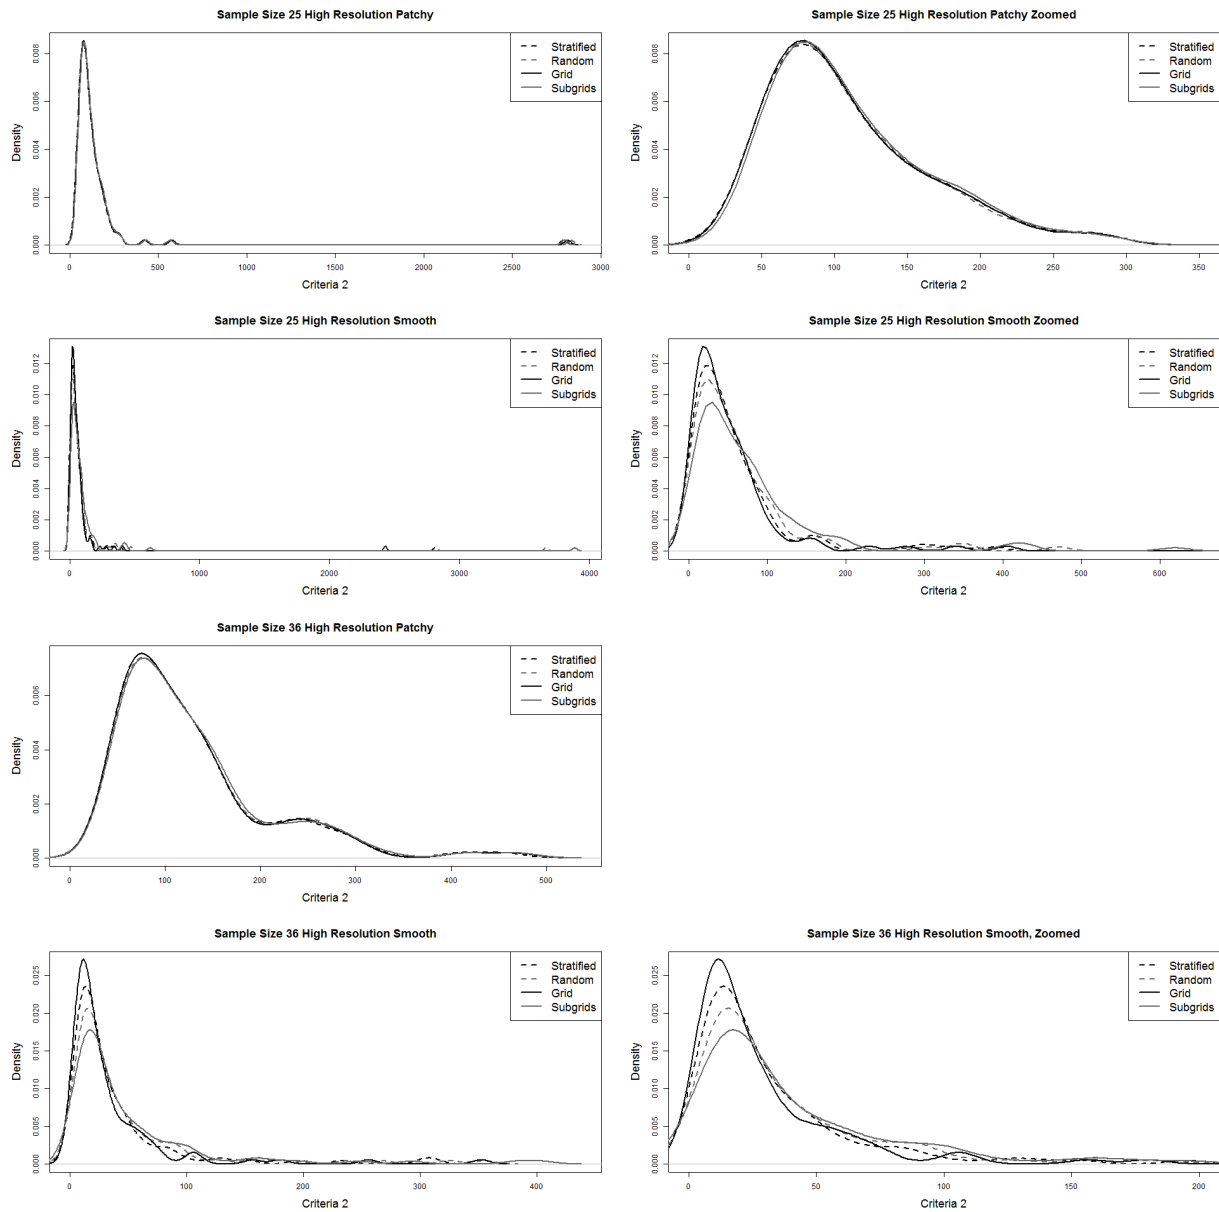 Sample Size 25 High Resolution Patchy
Density
0.000 0.002 0.004 0.006 0.008
Stratified
Random
Grid
Subgrids
0 500 1000 1500 2000 2500 3000
Criteria 2
Sample Size 25 High Resolution Patchy Zoomed
Density
0.000 0.002 0.004 0.006 0.008
Stratified
Random
Grid
Subgrids
0 50 100 150 200 250 300 350
Criteria 2
Sample Size 25 High Resolution Smooth
Density
0.000 0.002 0.004 0.006 0.008 0.010 0.012
Stratified
Random
Grid
Subgrids
0 1000 2000 3000 4000
Criteria 2
Sample Size 25 High Resolution Smooth Zoomed
Density
0.000 0.002 0.004 0.006 0.008 0.010 0.012
Stratified
Random
Grid
Subgrids
0 100 200 300 400 500 600
Criteria 2
Sample Size 36 High Resolution Patchy
Density
0.000 0.002 0.004 0.006
Stratified
Random
Grid
Subgrids
0 100 200 300 400 500
Criteria 2
Sample Size 36 High Resolution Smooth
Density
0.000 0.005 0.010 0.015 0.020 0.025
Stratified
Random
Grid
Subgrids
0 100 200 300 400
Criteria 2
Sample Size 36 High Resolution Smooth, Zoomed
Density
0.000 0.005 0.010 0.015 0.020 0.025
Stratified
Random
Grid
Subgrids
0 50 100 150 200
Criteria 2